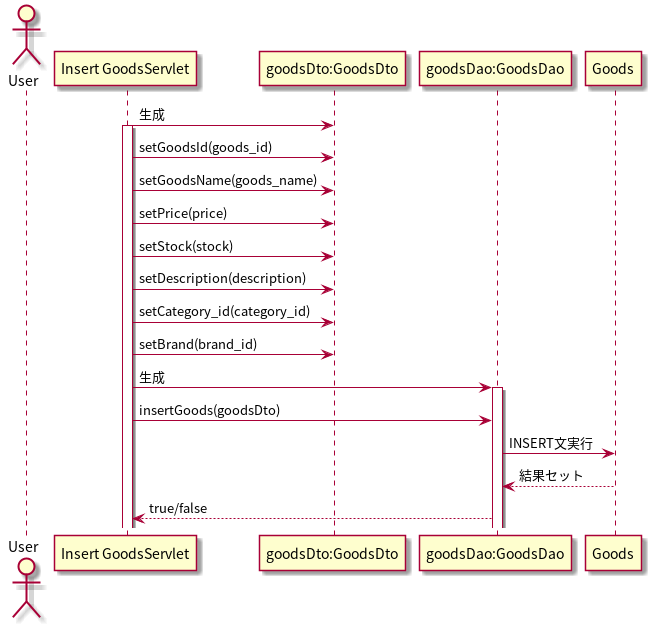 User
Insert GoodsServlet
goodsDto:GoodsDto
goodsDao:GoodsDao
Goods
生成
setGoodsId(goods_id)
setGoodsName(goods_name)
setPrice(price)
setStock(stock)
setDescription(description)
setCategory_id(category_id)
setBrand(brand_id)
生成
insertGoods(goodsDto)
INSERT文実行
結果セット
true/false
User
Insert GoodsServlet
goodsDto:GoodsDto
goodsDao:GoodsDao
Goods